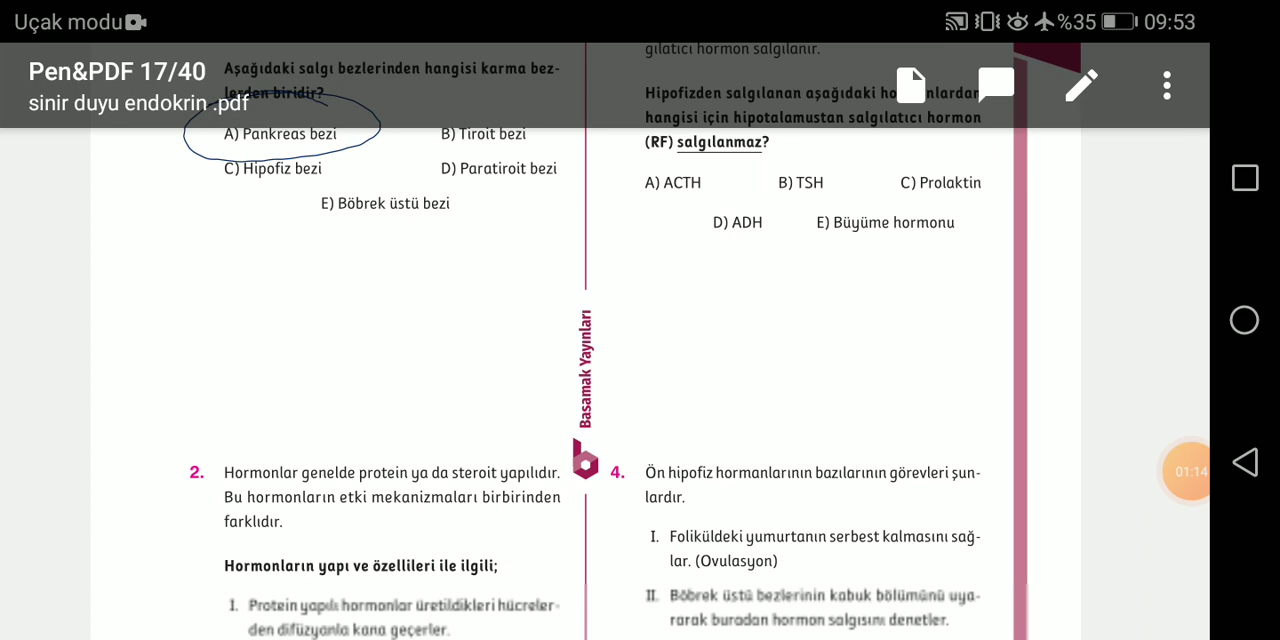 Uçak modu
%35 09:53
Pen&PDF 17/40
sinir duyu endokrin .pdf
Aşağıdaki salgı bezlerinden hangisi karma bez-
lerden biridir?
A) Pankreas bezi
B) Tiroit bezi
C) Hipofiz bezi
D) Paratiroit bezi
E) Böbrek üstü bezi
2. Hormonlar genelde protein ya da steroit yapılıdır.
Bu hormonların etki mekanizmaları birbirinden
farklıdır.
Hormonların yapı ve özellileri ile ilgili;
I. Protein yapılı hormonlar üretildikleri hücreler-
den difüzyanla kana geçerler.
Basamak Yayınları
gılatıcı hormon salgılanır.
Hipofizden salgılanan aşağıdaki
hangisi için hipotalamustan salgılatıcı hormon
(RF) salgılanmaz?
A) ACTH
B) TSH
C) Prolaktin
D) ADH
E) Büyüme hormonu
4. Ön hipofiz hormanlarının bazılarının görevleri şun-
lardır.
I. Foliküldeki yumurtanın serbest kalmasını sağ-
lar. (Ovulasyon)
II. Böbrek üstü bezlerinin kabuk bölümünü uya-
rarak buradan hormon salgısını denetler.
01:14